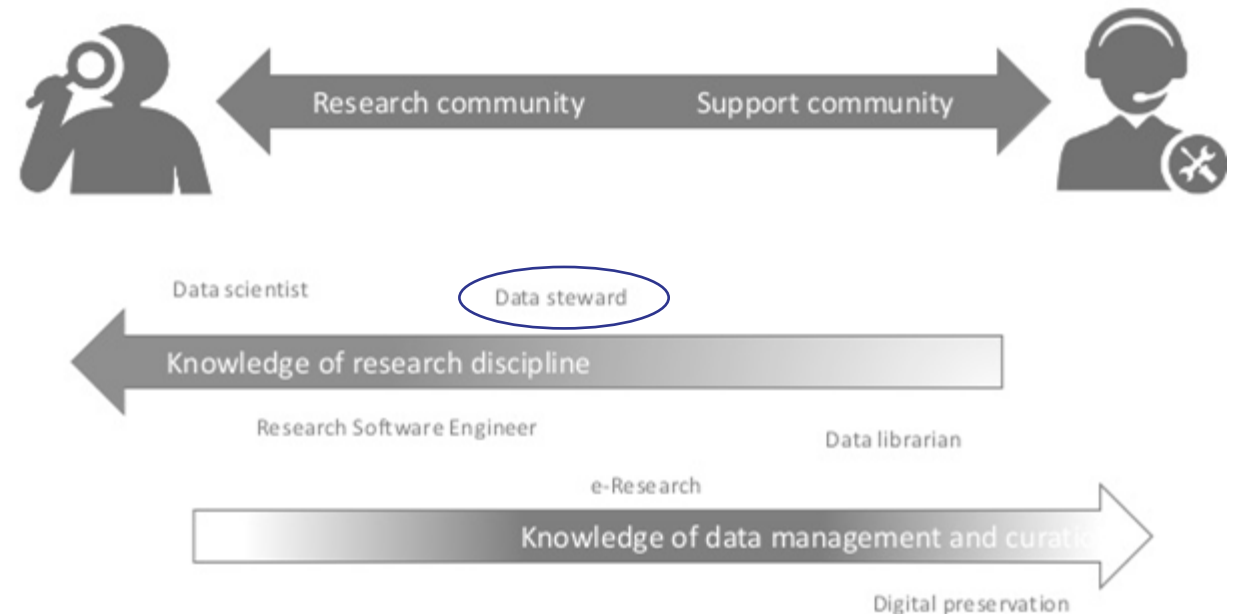 Research community
Support community
Data scientist
Data steward
Knowledge of research discipline
Research Software Engineer
Data librarian
e-Research
Knowledge of data management and curatio
Digital preservation